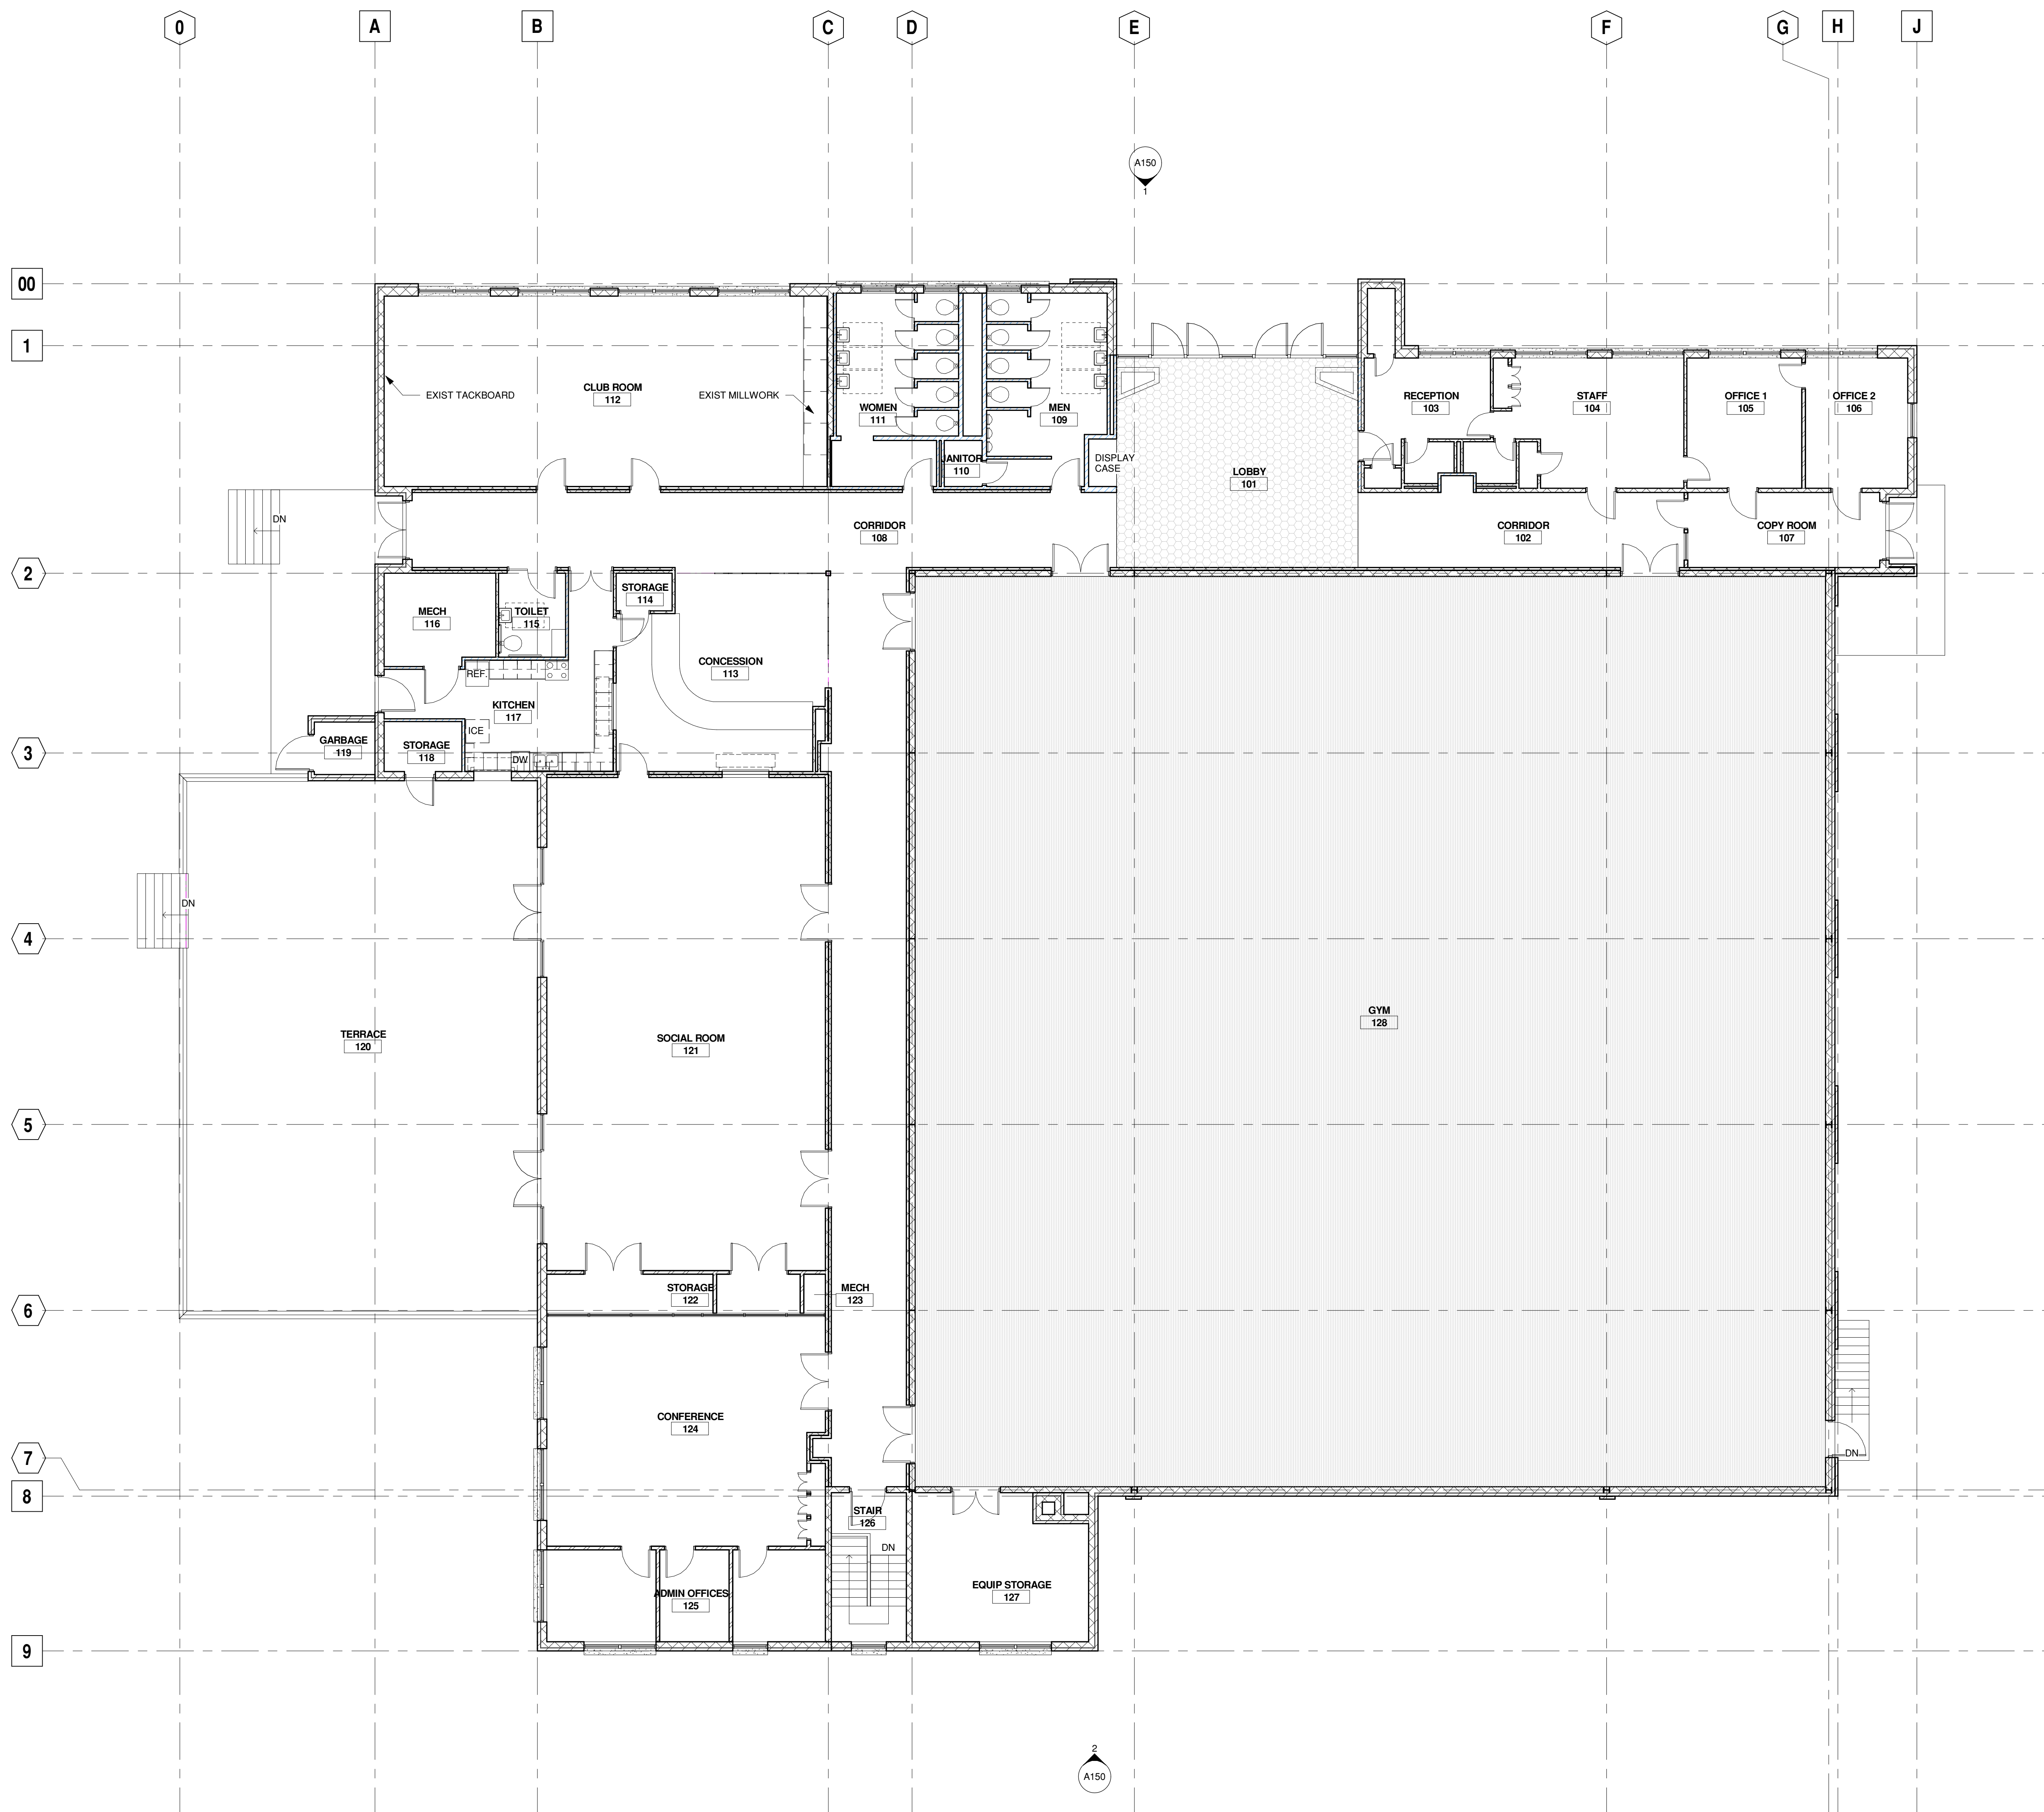 0 A B C D E F G H J
A150
1
00
1
CLUB ROOM
112
EXIST TACKBOARD
EXIST MILLWORK
WOMEN
111
MEN
109
JANITOR
110
DISPLAY
CASE
LOBBY
101
RECEPTION
103
STAFF
104
OFFICE 1
105
OFFICE 2
106
DN
CORRIDOR
108
CORRIDOR
102
COPY ROOM
107
2
MECH
116
TOILET
115
STORAGE
114
CONCESSION
113
REF.
KITCHEN
117
ICE
GARBAGE
119
STORAGE
118
DW
3
DN
4
TERRACE
120
SOCIAL ROOM
121
GYM
128
5
STORAGE
122
MECH
123
6
CONFERENCE
124
7
DN
8
STAIR
126
DN
ADMIN OFFICES
125
EQUIP STORAGE
127
9
2
A150